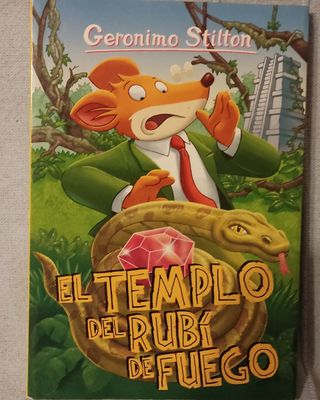 Geronimo Stilton
EL TEMPLO
DEL RUBÍ
DE FUEGO